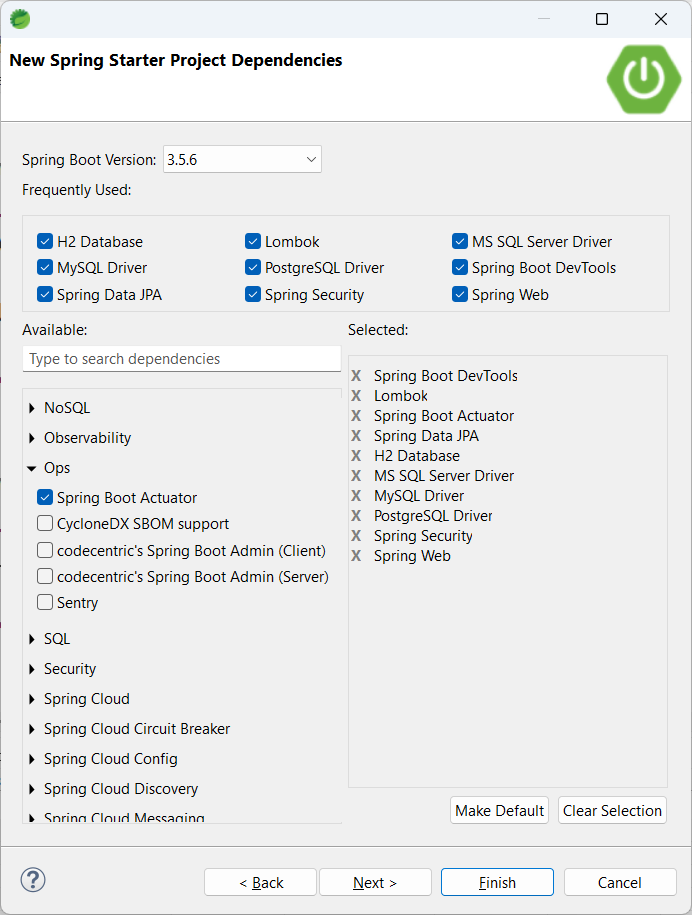 New Spring Starter Project Dependencies
Spring Boot Version: 3.5.6
Frequently Used:
H2 Database Lombok MS SQL Server Driver
MySQL Driver PostgreSQL Driver Spring Boot DevTools
Spring Data JPA Spring Security Spring Web
Available:
Type to search dependencies
NoSQL
Observability
Ops
Spring Boot Actuator
CycloneDX SBOM support
codecentric's Spring Boot Admin (Client)
codecentric's Spring Boot Admin (Server)
Sentry
SQL
Security
Spring Cloud
Spring Cloud Circuit Breaker
Spring Cloud Config
Spring Cloud Discovery
Spring Cloud Messaging
Selected:
X Spring Boot DevTools
X Lombok
X Spring Boot Actuator
X Spring Data JPA
X H2 Database
X MS SQL Server Driver
X MySQL Driver
X PostgreSQL Driver
X Spring Security
X Spring Web
Make Default Clear Selection
? < Back Next > Finish Cancel